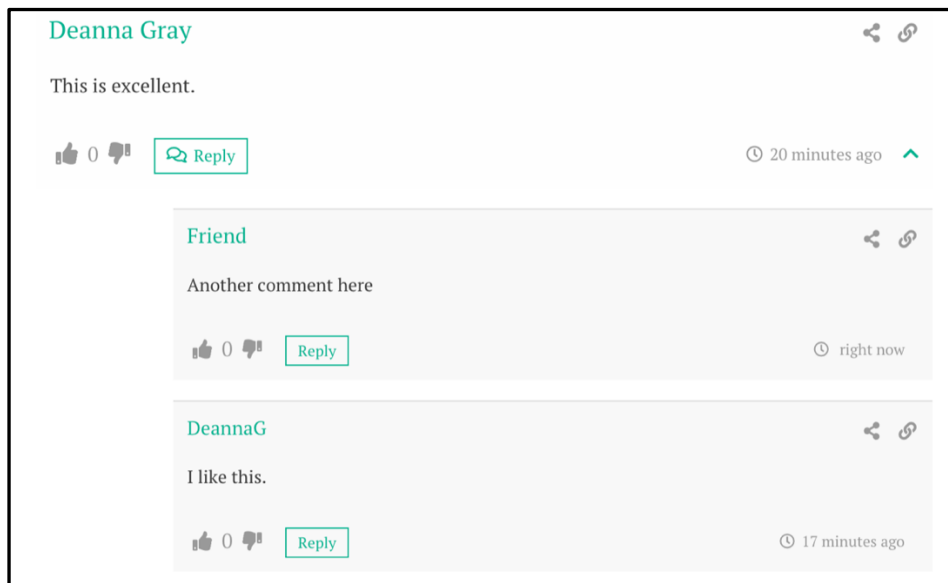 Deanna Gray
This is excellent.
0 Reply 20 minutes ago
Friend
Another comment here
0 Reply right now
DeannaG
I like this.
0 Reply 17 minutes ago